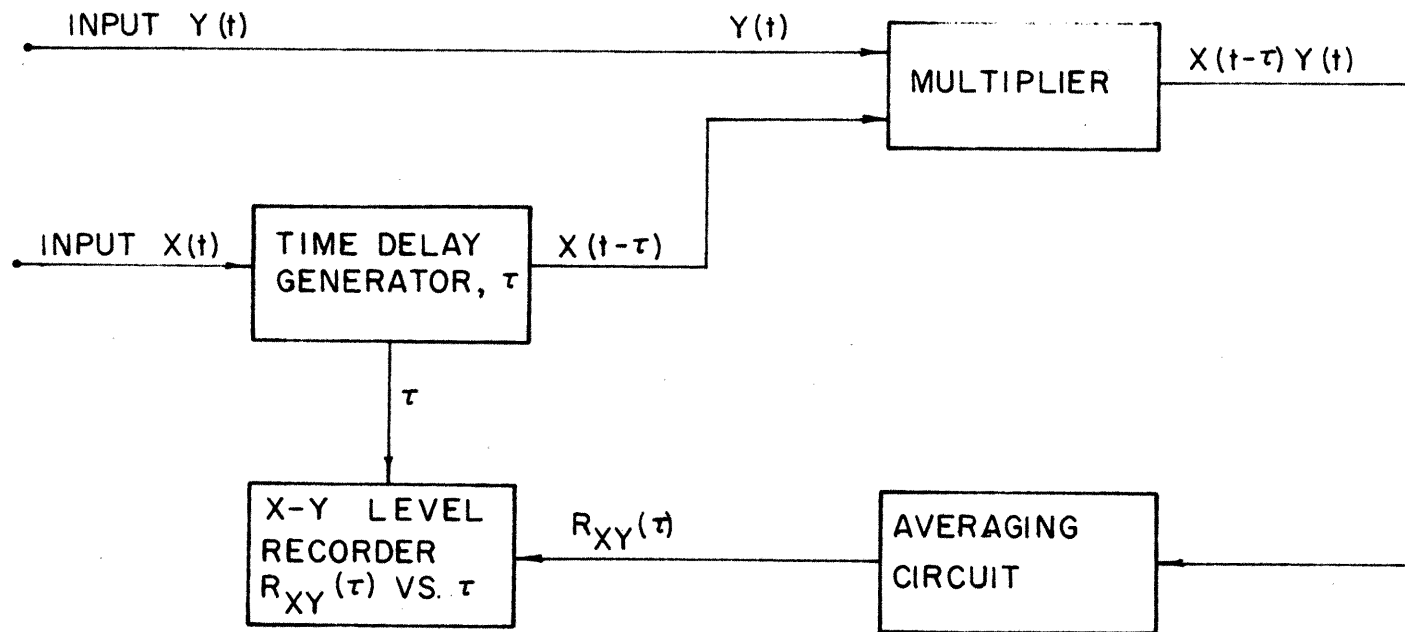 INPUT Y(t)
Y(t)
MULTIPLIER
X(t-τ) Y(t)
INPUT X(t)
TIME DELAY
GENERATOR, τ
X(t-τ)
τ
X-Y LEVEL
RECORDER
R_XY(τ) VS. τ
R_XY(τ)
AVERAGING
CIRCUIT